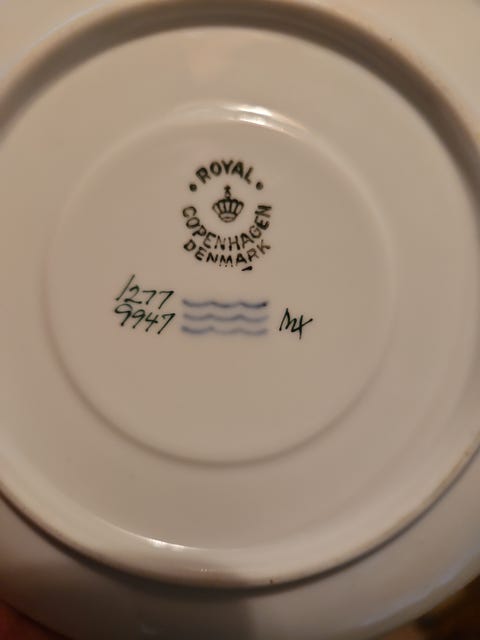 ROYAL
COPENHAGEN
DENMARK
1277
9947